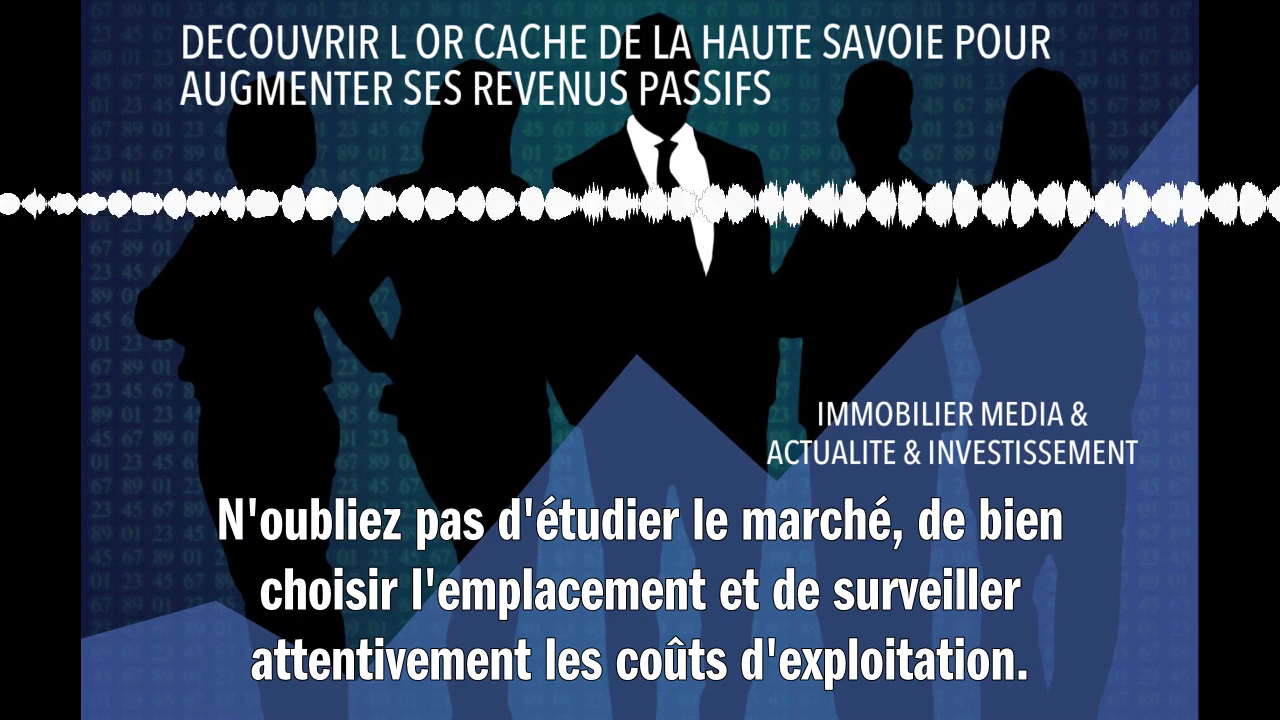 DECOUVRIR L OR CACHE DE LA HAUTE SAVOIE POUR
AUGMENTER SES REVENUS PASSIFS
IMMOBILIER MEDIA &
ACTUALITE & INVESTISSEMENT
N'oubliez pas d'étudier le marché, de bien
choisir l'emplacement et de surveiller
attentivement les coûts d'exploitation.